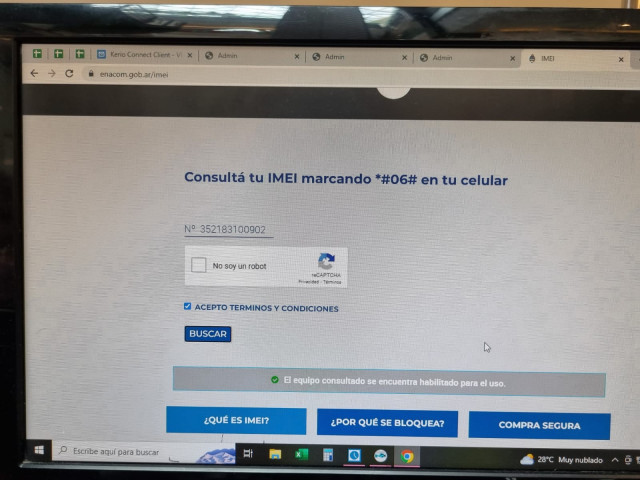 Kerio Connect Client - V
Admin
Admin
Admin
IMEI
enacom.gob.ar/imei
Consultá tu IMEI marcando *#06# en tu celular
Nº 352183100902
No soy un robot
reCAPTCHA
Privacidad - Términos
ACEPTO TERMINOS Y CONDICIONES
BUSCAR
El equipo consultado se encuentra habilitado para el uso.
¿QUÉ ES IMEI?
¿POR QUÉ SE BLOQUEA?
COMPRA SEGURA
Escribe aquí para buscar
28°C Muy nublado